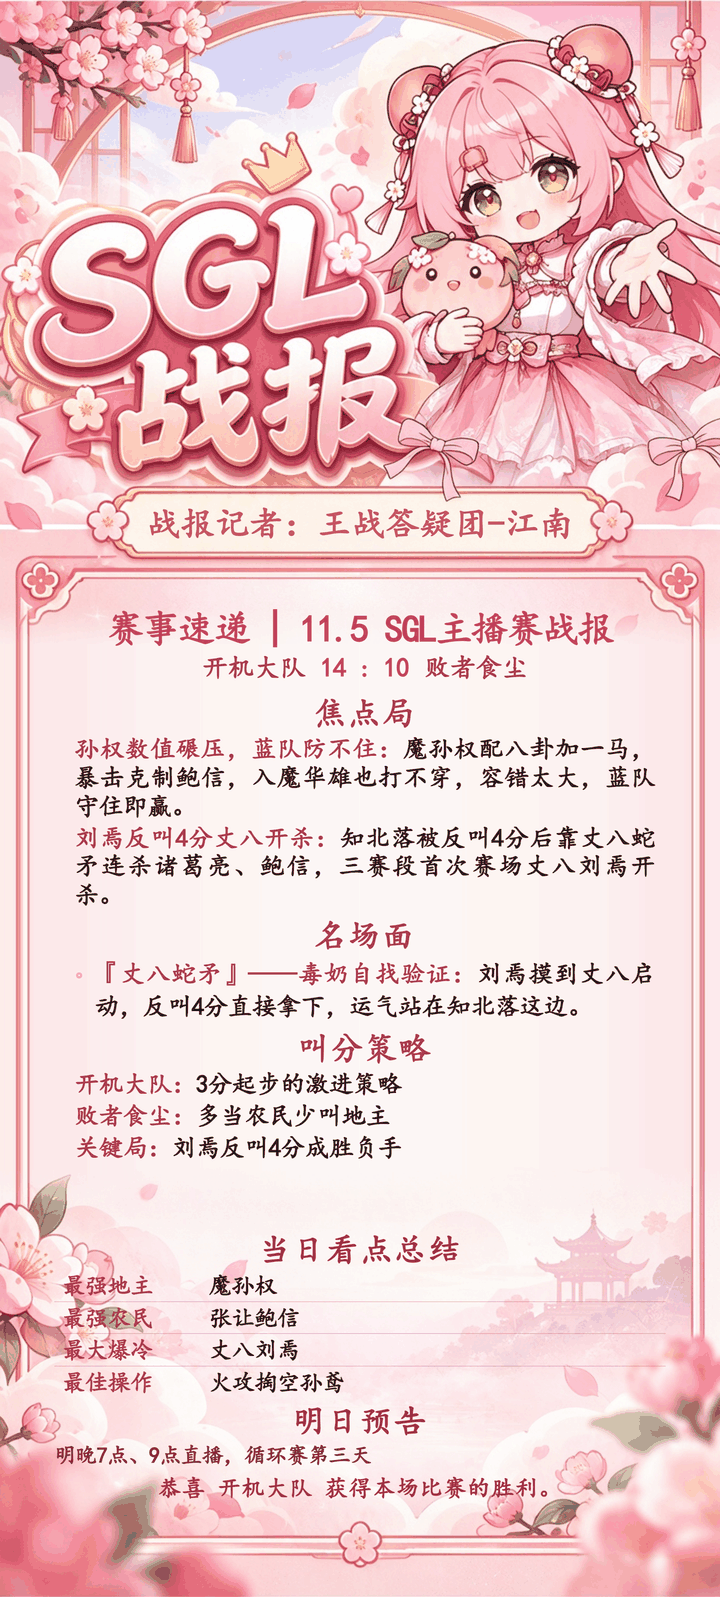 SGL
战报
战报记者：王战答疑团-江南
赛事速递 | 11.5 SGL主播赛战报
开机大队 14 : 10 败者食尘
焦点局
孙权数值碾压，蓝队防不住：魔孙权配八卦加一马，
暴击克制鲍信，入魔华雄也打不穿，容错太大，蓝队
守住即赢。
刘焉反叫4分丈八开杀：知北落被反叫4分后靠丈八蛇
矛连杀诸葛亮、鲍信，三赛段首次赛场丈八刘焉开
杀。
名场面
『丈八蛇矛』——毒奶自找验证：刘焉摸到丈八启
动，反叫4分直接拿下，运气站在知北落这边。
叫分策略
开机大队：3分起步的激进策略
败者食尘：多当农民少叫地主
关键局：刘焉反叫4分成胜负手
当日看点总结
最强地主 魔孙权
最强农民 张让鲍信
最大爆冷 丈八刘焉
最佳操作 火攻掏空孙鸢
明日预告
明晚7点、9点直播，循环赛第三天
恭喜 开机大队 获得本场比赛的胜利。